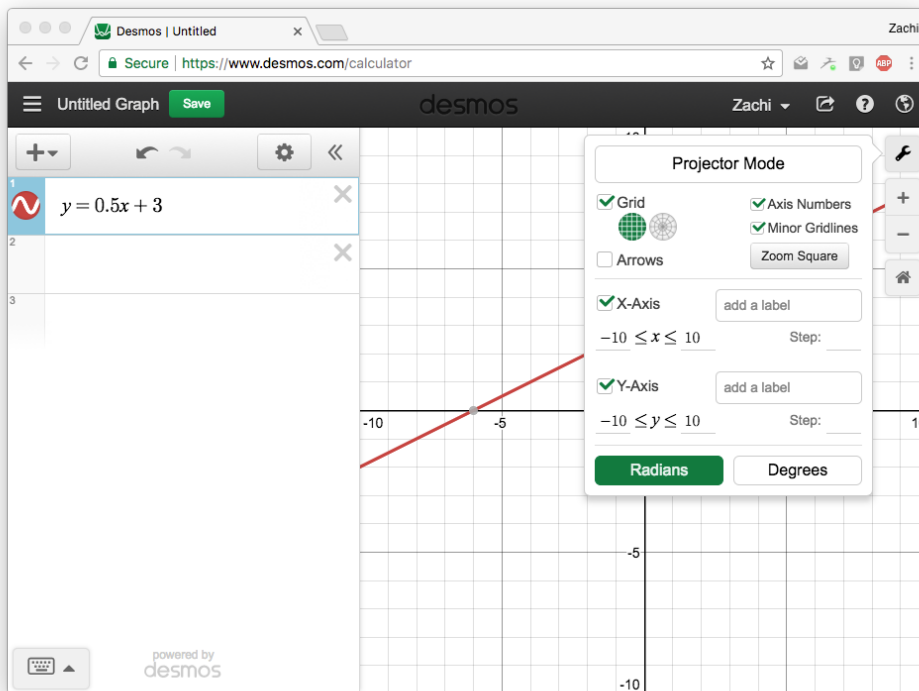 Desmos | Untitled
Zachi
Secure https://www.desmos.com/calculator
ABP
Untitled Graph
Save
desmos
Zachi
1
y = 0.5x + 3
2
3
powered by
desmos
Projector Mode
Grid
Axis Numbers
Minor Gridlines
Arrows
Zoom Square
X-Axis
add a label
−10 ≤ x ≤ 10
Step:
Y-Axis
add a label
−10 ≤ y ≤ 10
Step:
Radians
Degrees
-10
-5
-5
-10